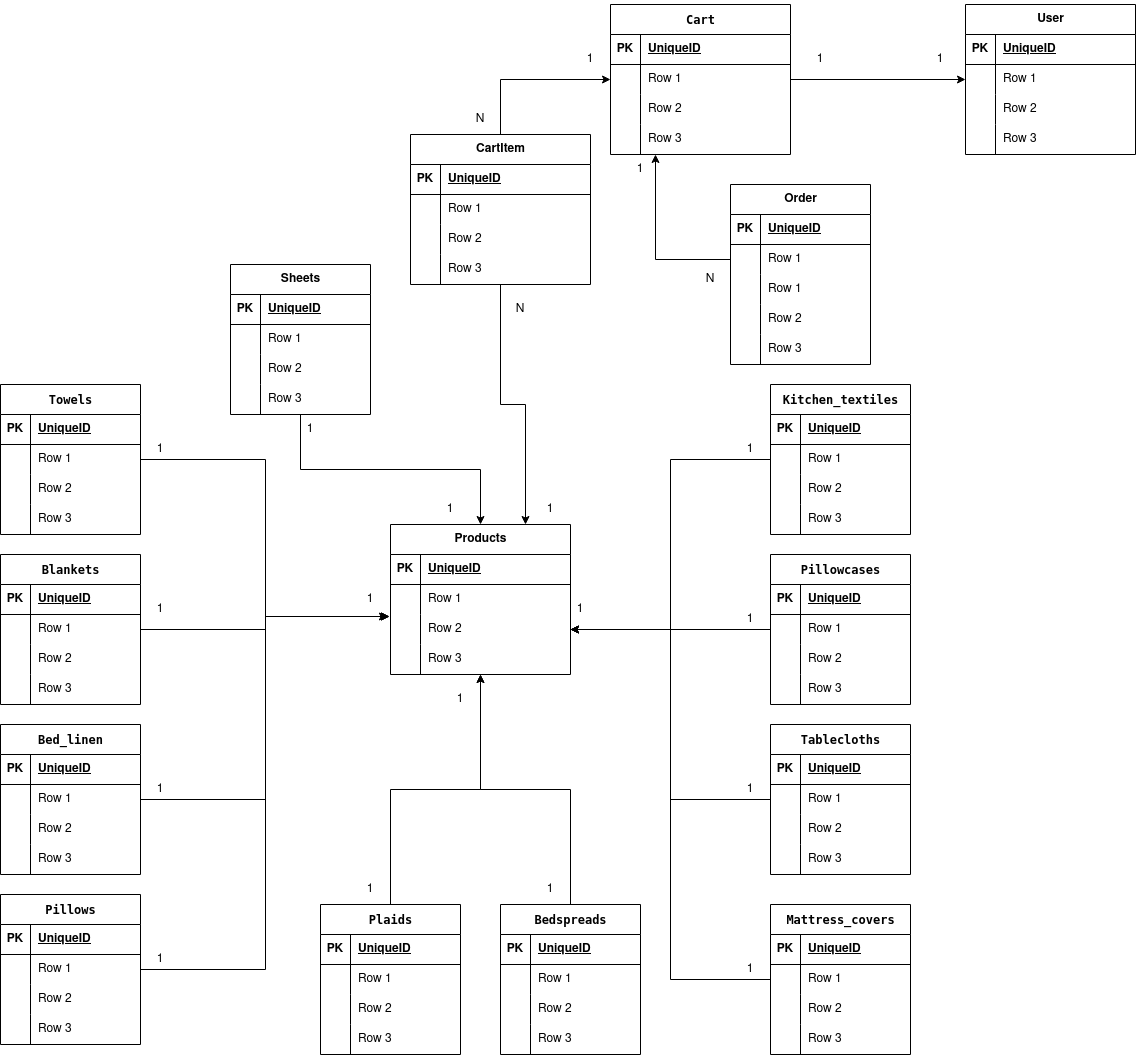 Cart
PK UniqueID
Row 1
Row 2
Row 3
User
PK UniqueID
Row 1
Row 2
Row 3
1
1
1
N
CartItem
PK UniqueID
Row 1
Row 2
Row 3
1
Order
PK UniqueID
Row 1
Row 1
Row 2
Row 3
N
N
Sheets
PK UniqueID
Row 1
Row 2
Row 3
1
Towels
PK UniqueID
Row 1
Row 2
Row 3
1
Kitchen_textiles
PK UniqueID
Row 1
Row 2
Row 3
1
1
1
Products
PK UniqueID
Row 1
Row 2
Row 3
1
1
1
Blankets
PK UniqueID
Row 1
Row 2
Row 3
1
Pillowcases
PK UniqueID
Row 1
Row 2
Row 3
1
Bed_linen
PK UniqueID
Row 1
Row 2
Row 3
1
Tablecloths
PK UniqueID
Row 1
Row 2
Row 3
1
Pillows
PK UniqueID
Row 1
Row 2
Row 3
1
1
Plaids
PK UniqueID
Row 1
Row 2
Row 3
1
Bedspreads
PK UniqueID
Row 1
Row 2
Row 3
Mattress_covers
PK UniqueID
Row 1
Row 2
Row 3
1